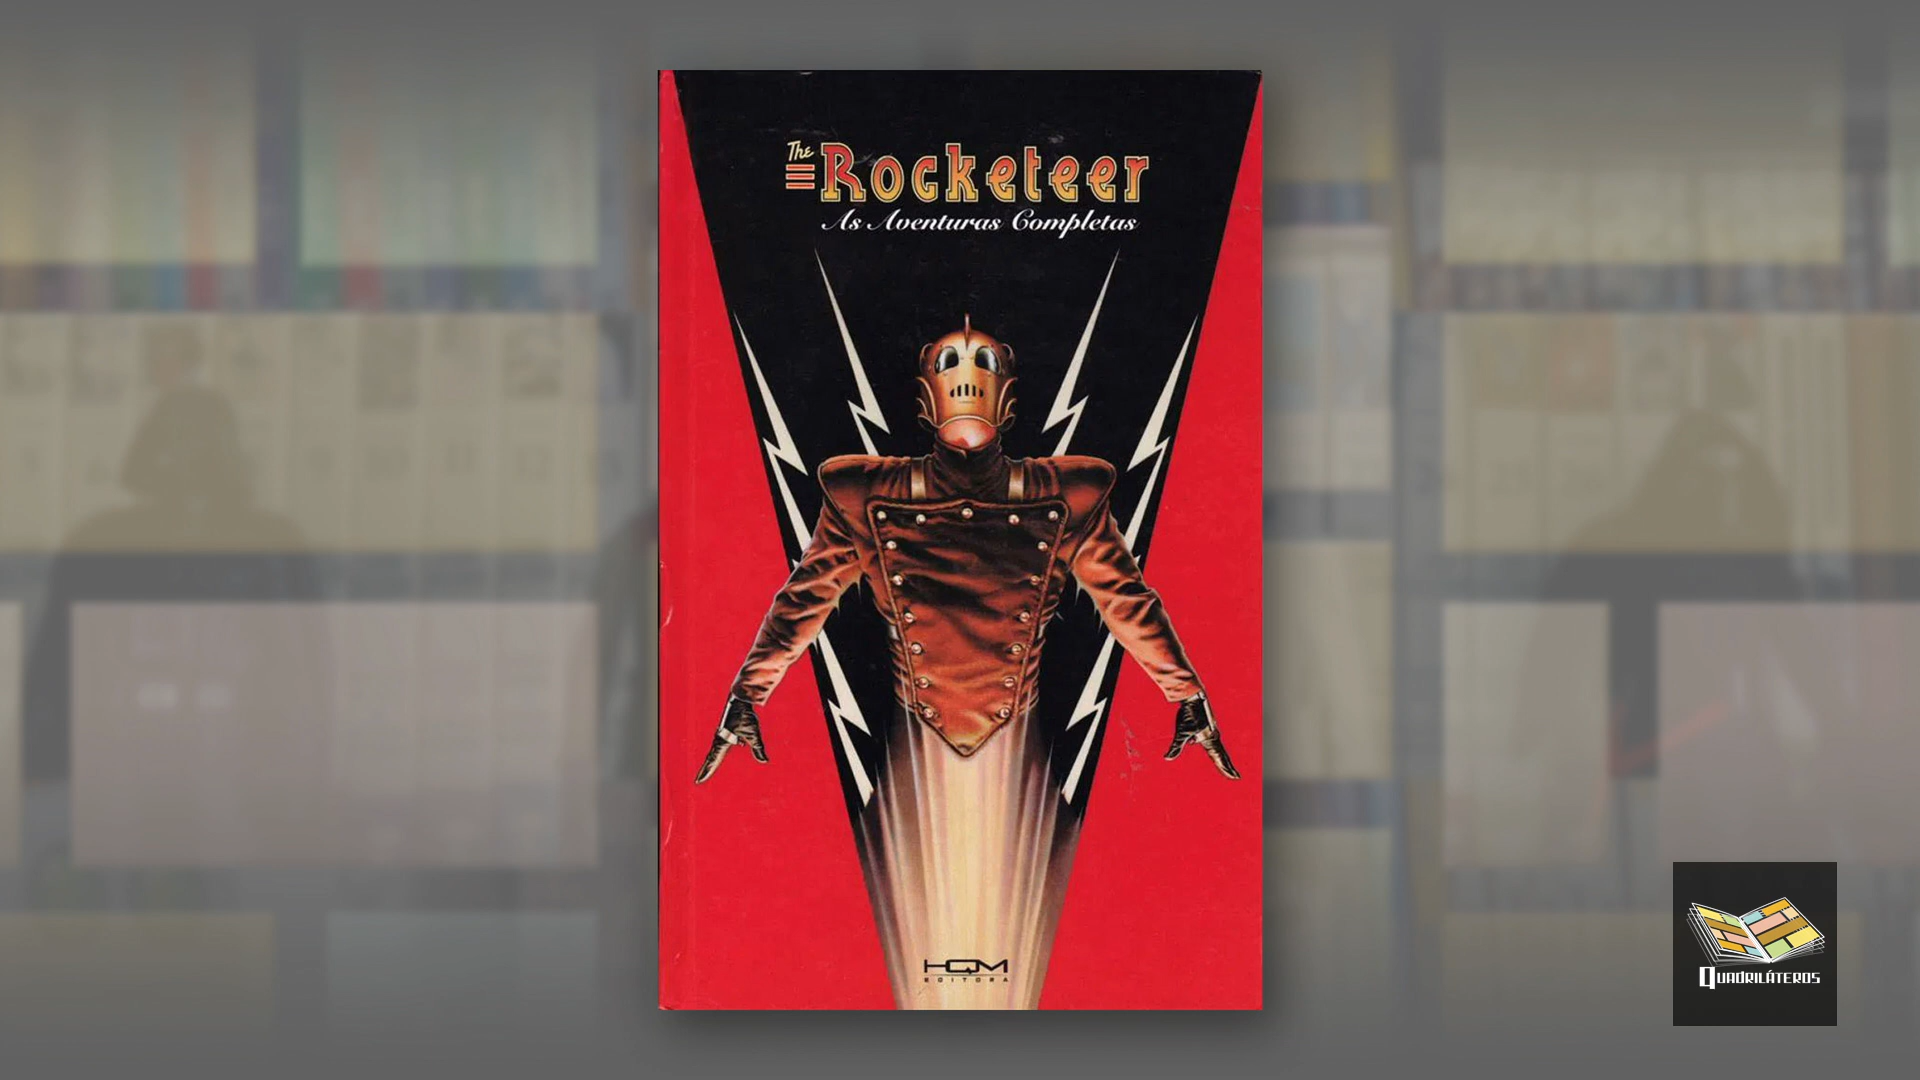 The
Rocketeer
As Aventuras Completas
HQM
EDITORA
QUADRILÁTEROS